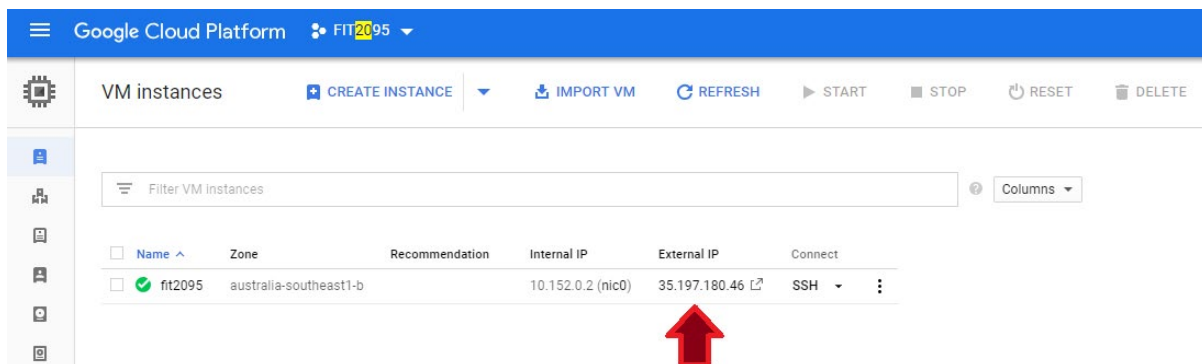 Google Cloud Platform FIT2095
VM instances CREATE INSTANCE IMPORT VM REFRESH START STOP RESET DELETE
Filter VM instances Columns
Name Zone Recommendation Internal IP External IP Connect
fit2095 australia-southeast1-b 10.152.0.2 (nic0) 35.197.180.46 SSH